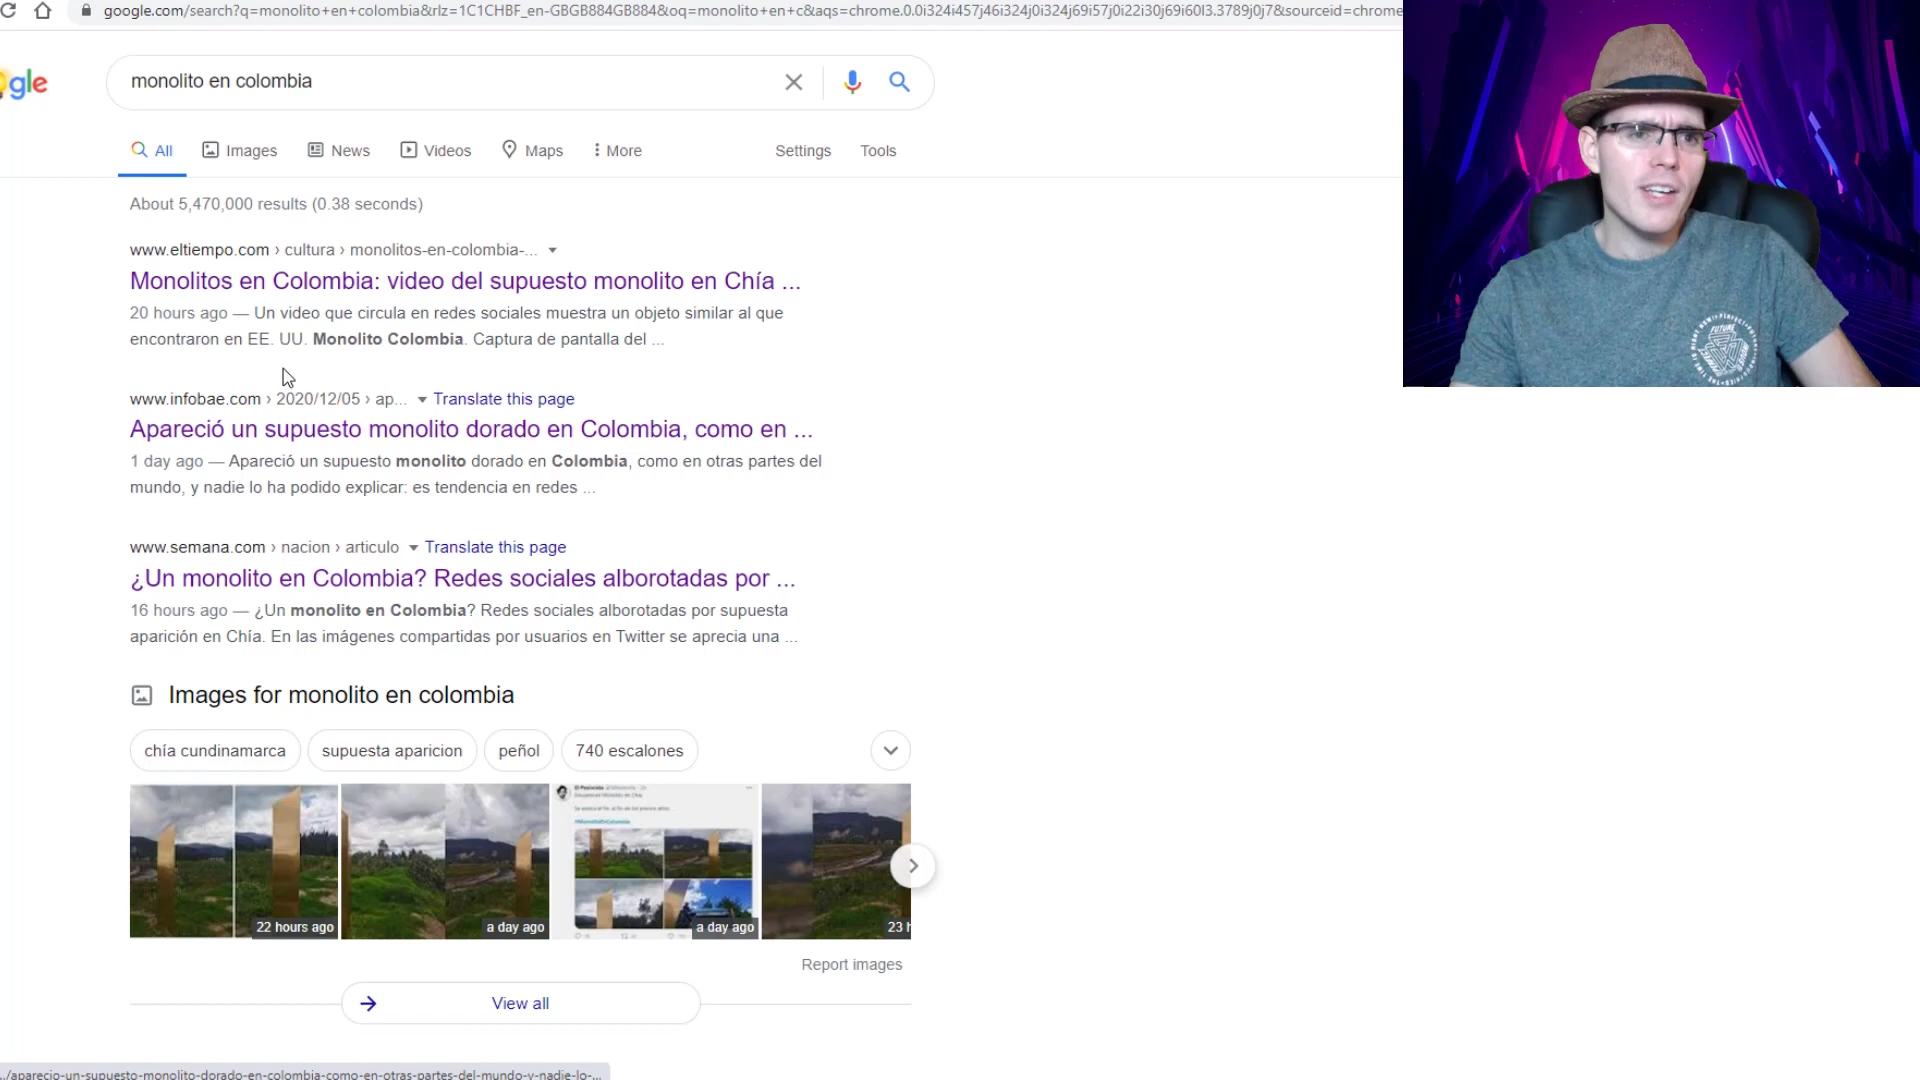 google.com/search?q=monolito+en+colombia&rlz=1C1CHBF_en-GBGB884GB884&oq=monolito+en+c&aqs=chrome.0.0i324i457j46i324j0i324j69i57j0i22i30j69i60l3.3789j0j7&sourceid=chrome
gle
monolito en colombia
All Images News Videos Maps More Settings Tools
About 5,470,000 results (0.38 seconds)
www.eltiempo.com › cultura › monolitos-en-colombia-...
Monolitos en Colombia: video del supuesto monolito en Chía ...
20 hours ago — Un video que circula en redes sociales muestra un objeto similar al que
encontraron en EE. UU. Monolito Colombia. Captura de pantalla del ...
www.infobae.com › 2020/12/05 › ap... Translate this page
Apareció un supuesto monolito dorado en Colombia, como en ...
1 day ago — Apareció un supuesto monolito dorado en Colombia, como en otras partes del
mundo, y nadie lo ha podido explicar: es tendencia en redes ...
www.semana.com › nacion › articulo Translate this page
¿Un monolito en Colombia? Redes sociales alborotadas por ...
16 hours ago — ¿Un monolito en Colombia? Redes sociales alborotadas por supuesta
aparición en Chía. En las imágenes compartidas por usuarios en Twitter se aprecia una ...
Images for monolito en colombia
chía cundinamarca supuesta aparicion peñol 740 escalones
22 hours ago a day ago a day ago 23 h
Report images
View all
../aparecio-un-supuesto-monolito-dorado-en-colombia-como-en-otras-partes-del-mundo-y-nadie-lo-...
FUTURE